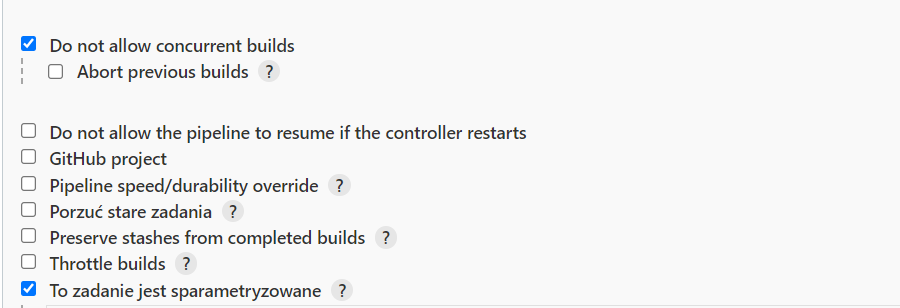 Do not allow concurrent builds
Abort previous builds ?
Do not allow the pipeline to resume if the controller restarts
GitHub project
Pipeline speed/durability override ?
Porzuć stare zadania ?
Preserve stashes from completed builds ?
Throttle builds ?
To zadanie jest sparametryzowane ?